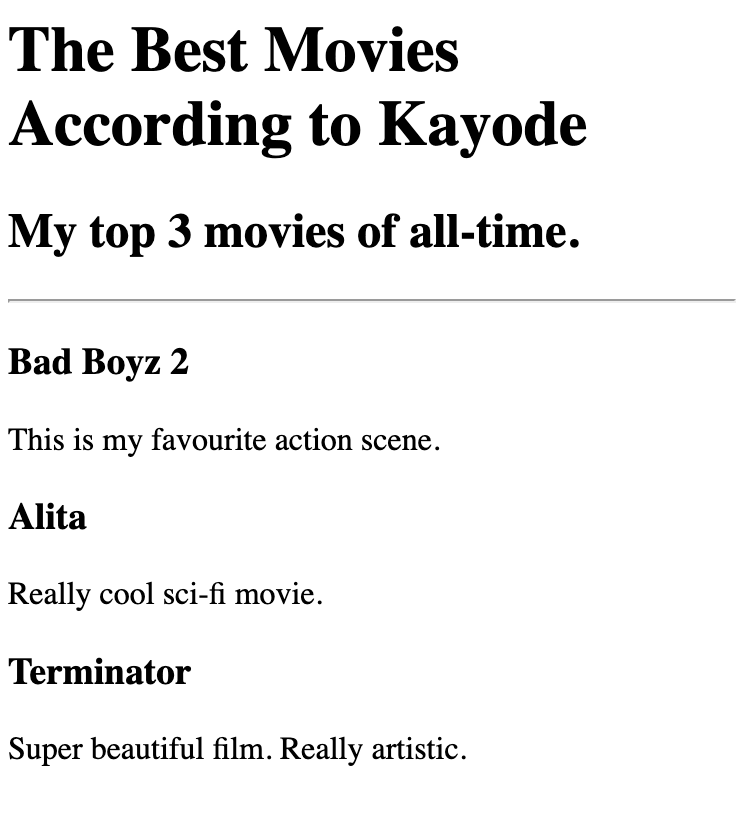 The Best Movies
According to Kayode
My top 3 movies of all-time.
Bad Boyz 2
This is my favourite action scene.
Alita
Really cool sci-fi movie.
Terminator
Super beautiful film. Really artistic.